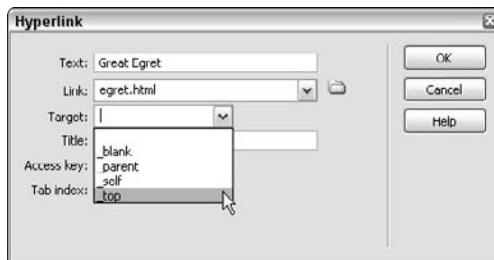 Hyperlink
Text: Great Egret
OK
Link: egret.html
Cancel
Target:
Help
Title:
_blank
Access key: _parent
_self
Tab index: _top